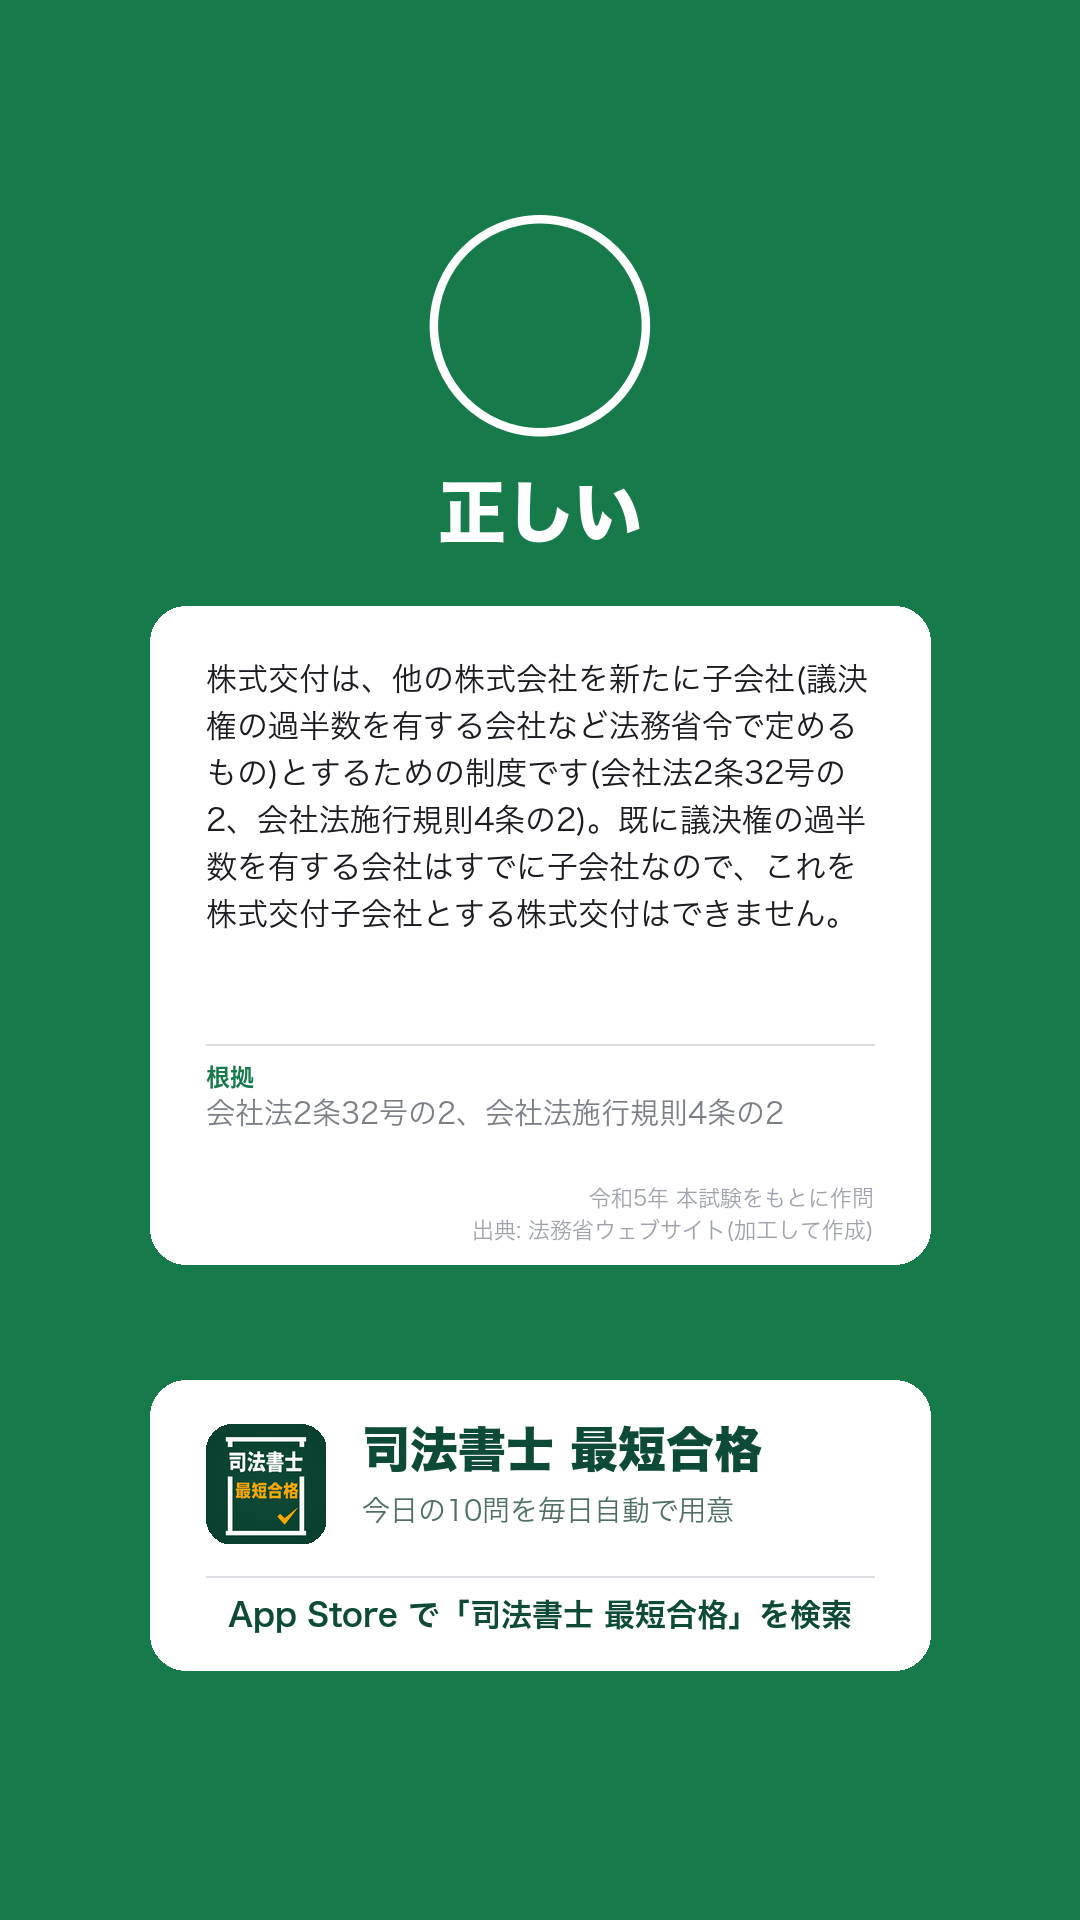 正しい
株式交付は、他の株式会社を新たに子会社(議決
権の過半数を有する会社など法務省令で定める
もの)とするための制度です(会社法2条32号の
2、会社法施行規則4条の2)。既に議決権の過半
数を有する会社はすでに子会社なので、これを
株式交付子会社とする株式交付はできません。
根拠
会社法2条32号の2、会社法施行規則4条の2
令和5年 本試験をもとに作問
出典: 法務省ウェブサイト(加工して作成)
司法書士
最短合格
司法書士 最短合格
今日の10問を毎日自動で用意
App Store で「司法書士 最短合格」を検索